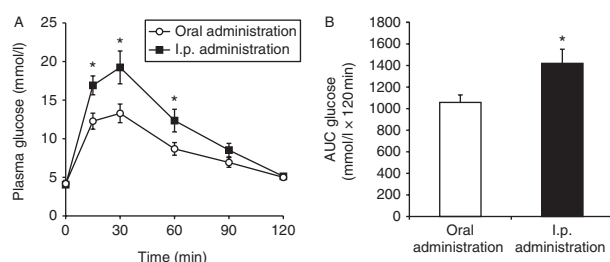 A
Oral administration
I.p. administration
Plasma glucose (mmol/l)
25
20
15
10
5
0
* * *
0 30 60 90 120
Time (min)
B
AUC glucose
(mmol/l × 120 min)
1800
1600
1400
1200
1000
800
600
400
200
0
*
Oral
administration
I.p.
administration